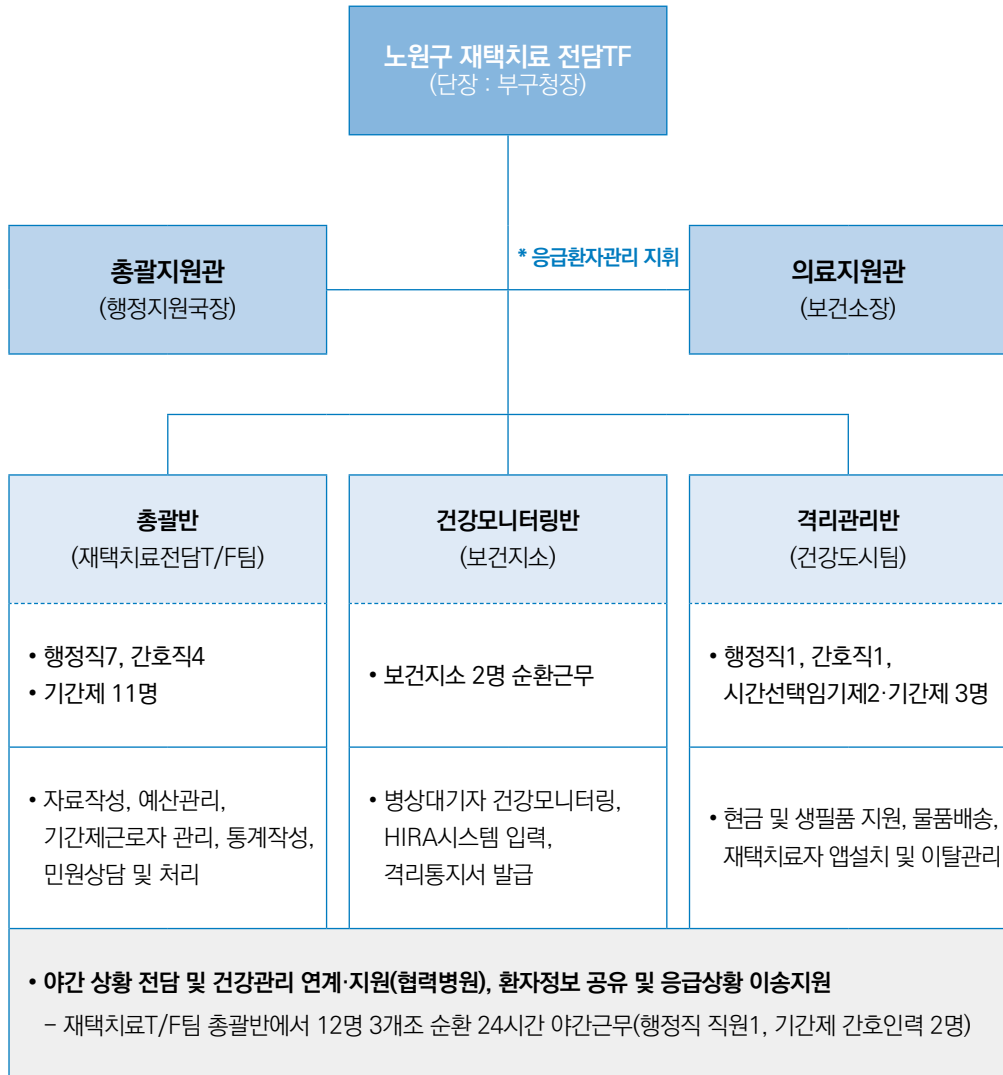 노원구 재택치료 전담TF
(단장 : 부구청장)
* 응급환자관리 지휘
총괄지원관
(행정지원국장)
의료지원관
(보건소장)
총괄반
(재택치료전담T/F팀)
• 행정직7, 간호직4
• 기간제 11명
• 자료작성, 예산관리,
기간제근로자 관리, 통계작성,
민원상담 및 처리
건강모니터링반
(보건지소)
• 보건지소 2명 순환근무
• 병상대기자 건강모니터링,
HIRA시스템 입력,
격리통지서 발급
격리관리반
(건강도시팀)
• 행정직1, 간호직1,
시간선택임기제2·기간제 3명
• 현금 및 생필품 지원, 물품배송,
재택치료자 앱설치 및 이탈관리
• 야간 상황 전담 및 건강관리 연계·지원(협력병원), 환자정보 공유 및 응급상황 이송지원
– 재택치료T/F팀 총괄반에서 12명 3개조 순환 24시간 야간근무(행정직 직원1, 기간제 간호인력 2명)